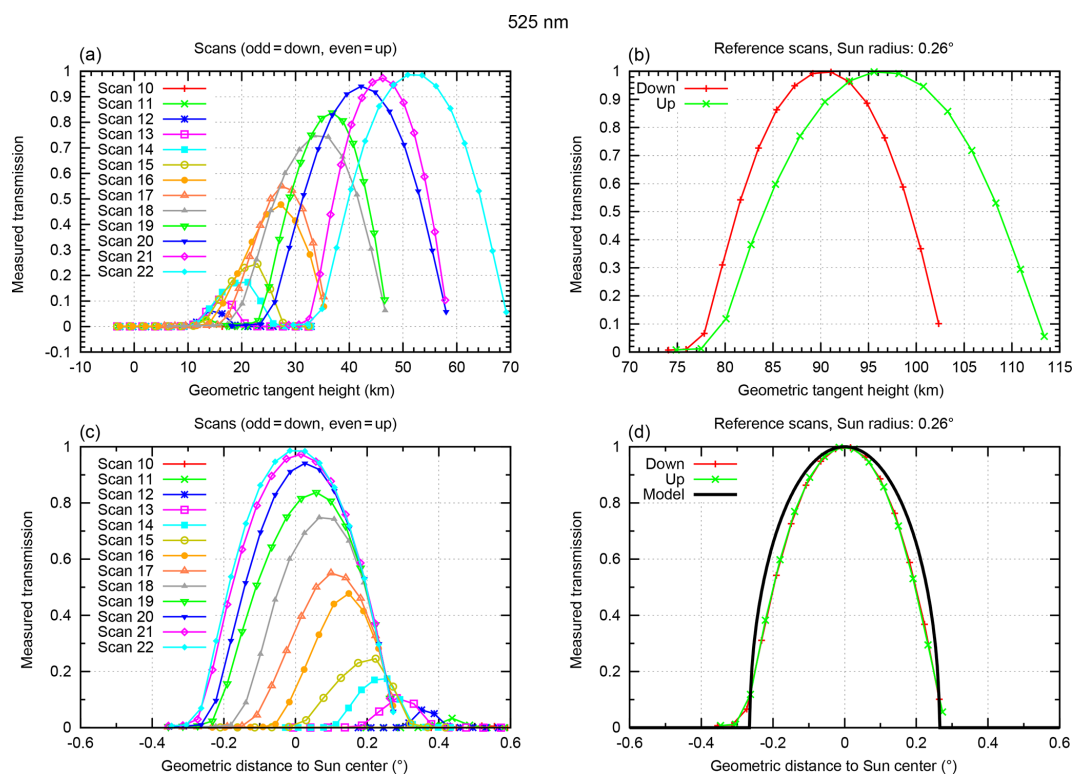 525 nm
(a)
Scans (odd=down, even=up)
Measured transmission
1
0.9
0.8
0.7
0.6
0.5
0.4
0.3
0.2
0.1
0
-0.1
Scan 10
Scan 11
Scan 12
Scan 13
Scan 14
Scan 15
Scan 16
Scan 17
Scan 18
Scan 19
Scan 20
Scan 21
Scan 22
-10 0 10 20 30 40 50 60 70
Geometric tangent height (km)
(b)
Reference scans, Sun radius: 0.26°
Measured transmission
1
0.9
0.8
0.7
0.6
0.5
0.4
0.3
0.2
0.1
0
Down
Up
70 75 80 85 90 95 100 105 110 115
Geometric tangent height (km)
(c)
Scans (odd=down, even=up)
Measured transmission
1
0.8
0.6
0.4
0.2
0
Scan 10
Scan 11
Scan 12
Scan 13
Scan 14
Scan 15
Scan 16
Scan 17
Scan 18
Scan 19
Scan 20
Scan 21
Scan 22
-0.6 -0.4 -0.2 0 0.2 0.4 0.6
Geometric distance to Sun center (°)
(d)
Reference scans, Sun radius: 0.26°
Measured transmission
1
0.8
0.6
0.4
0.2
0
Down
Up
Model
-0.6 -0.4 -0.2 0 0.2 0.4 0.6
Geometric distance to Sun center (°)